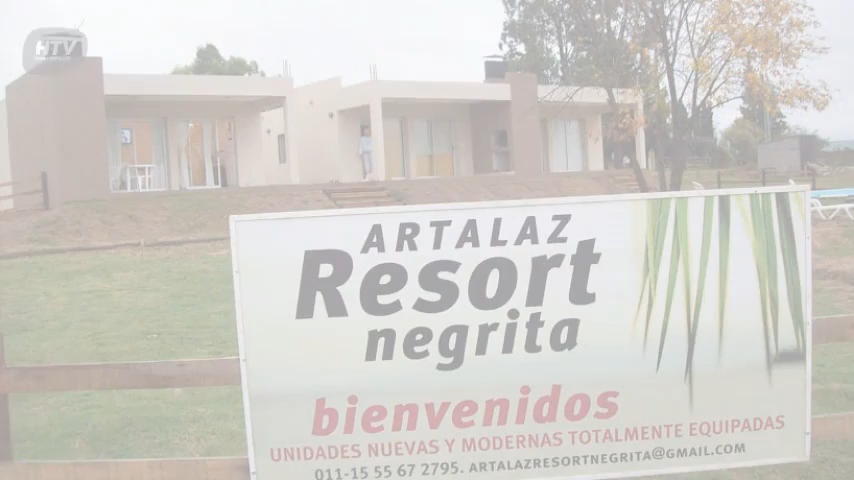 HTV
ARTALAZ
Resort
negrita
bienvenidos
UNIDADES NUEVAS Y MODERNAS TOTALMENTE EQUIPADAS
011-15 55 67 2795. ARTALAZRESORTNEGRITA@GMAIL.COM